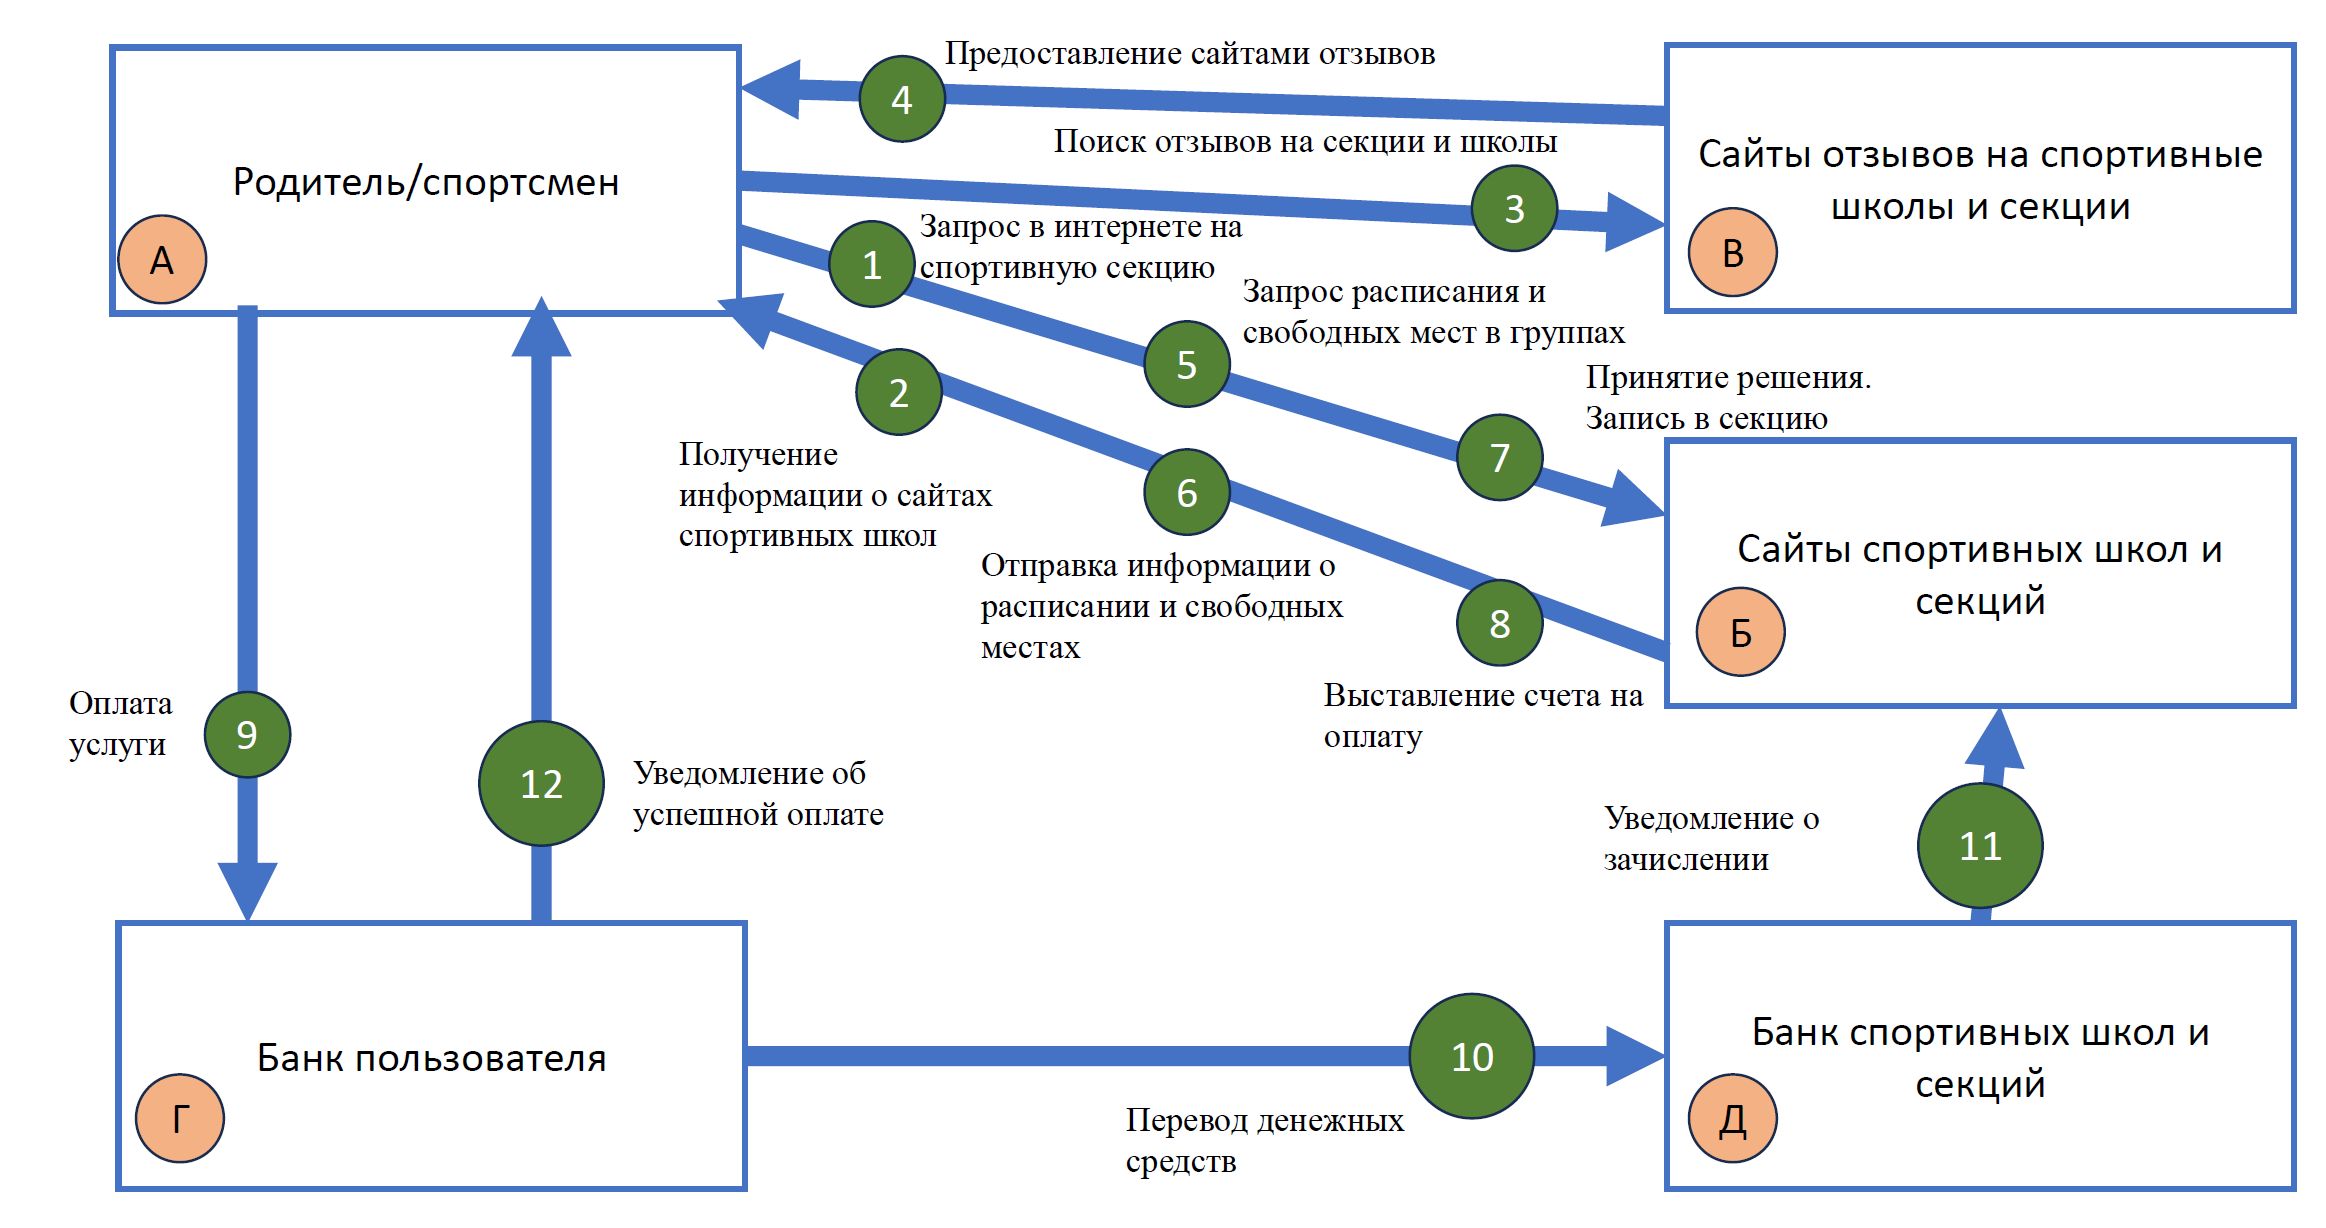 Предоставление сайтами отзывов
4
Поиск отзывов на секции и школы
Родитель/спортсмен
А
Сайты отзывов на спортивные
школы и секции
В
3
1
Запрос в интернете на
спортивную секцию
5
Запрос расписания и
свободных мест в группах
2
Получение
информации о сайтах
спортивных школ
7
Принятие решения.
Запись в секцию
6
Отправка информации о
расписании и свободных
местах
Сайты спортивных школ и
секций
Б
8
Выставление счета на
оплату
Оплата
услуги
9
12
Уведомление об
успешной оплате
Уведомление о
зачислении
11
Банк пользователя
Г
10
Перевод денежных
средств
Банк спортивных школ и
секций
Д